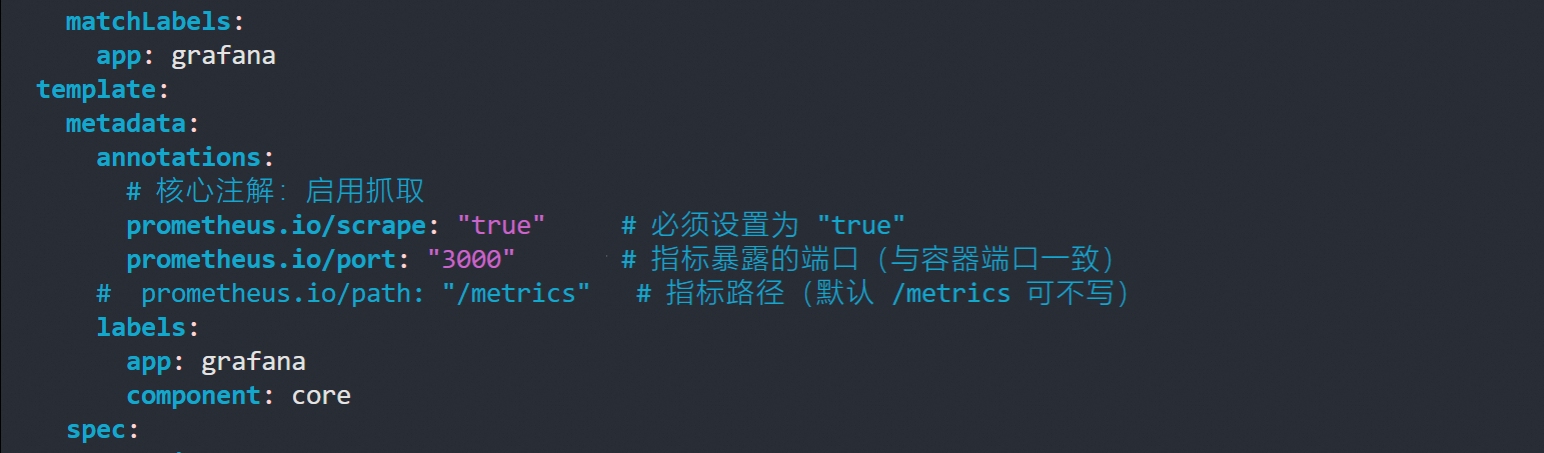 matchLabels:
app: grafana
template:
metadata:
annotations:
# 核心注解：启用抓取
prometheus.io/scrape: "true"     # 必须设置为 "true"
prometheus.io/port: "3000"       # 指标暴露的端口（与容器端口一致）
#  prometheus.io/path: "/metrics"   # 指标路径（默认 /metrics 可不写）
labels:
app: grafana
component: core
spec: